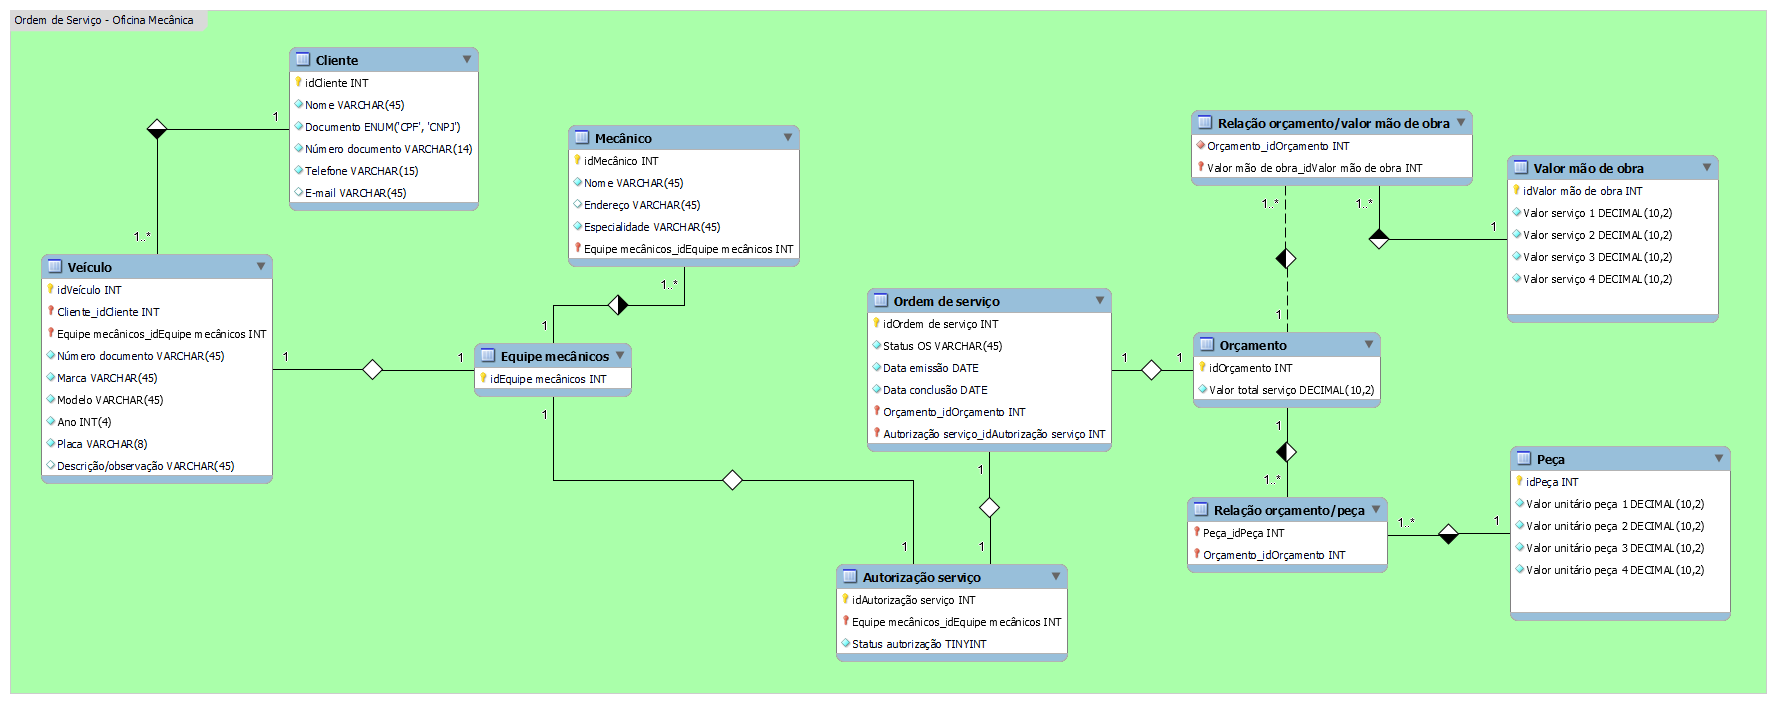 Ordem de Serviço - Oficina Mecânica
Cliente
idCliente INT
Nome VARCHAR(45)
Documento ENUM('CPF', 'CNPJ')
Número documento VARCHAR(14)
Telefone VARCHAR(15)
E-mail VARCHAR(45)
1
1..*
Veículo
idVeículo INT
Cliente_idCliente INT
Equipe mecânicos_idEquipe mecânicos INT
Número documento VARCHAR(45)
Marca VARCHAR(45)
Modelo VARCHAR(45)
Ano INT(4)
Placa VARCHAR(8)
Descrição/observação VARCHAR(45)
1
1
Mecânico
idMecânico INT
Nome VARCHAR(45)
Endereço VARCHAR(45)
Especialidade VARCHAR(45)
Equipe mecânicos_idEquipe mecânicos INT
1..*
1
Equipe mecânicos
idEquipe mecânicos INT
1
1
Ordem de serviço
idOrdem de serviço INT
Status OS VARCHAR(45)
Data emissão DATE
Data conclusão DATE
Orçamento_idOrçamento INT
Autorização serviço_idAutorização serviço INT
1
1
1
1
Autorização serviço
idAutorização serviço INT
Equipe mecânicos_idEquipe mecânicos INT
Status autorização TINYINT
Relação orçamento/valor mão de obra
Orçamento_idOrçamento INT
Valor mão de obra_idValor mão de obra INT
1..*
1..*
1
1
Valor mão de obra
idValor mão de obra INT
Valor serviço 1 DECIMAL(10,2)
Valor serviço 2 DECIMAL(10,2)
Valor serviço 3 DECIMAL(10,2)
Valor serviço 4 DECIMAL(10,2)
Orçamento
idOrçamento INT
Valor total serviço DECIMAL(10,2)
1
1..*
Relação orçamento/peça
Peça_idPeça INT
Orçamento_idOrçamento INT
1..*
1
Peça
idPeça INT
Valor unitário peça 1 DECIMAL(10,2)
Valor unitário peça 2 DECIMAL(10,2)
Valor unitário peça 3 DECIMAL(10,2)
Valor unitário peça 4 DECIMAL(10,2)